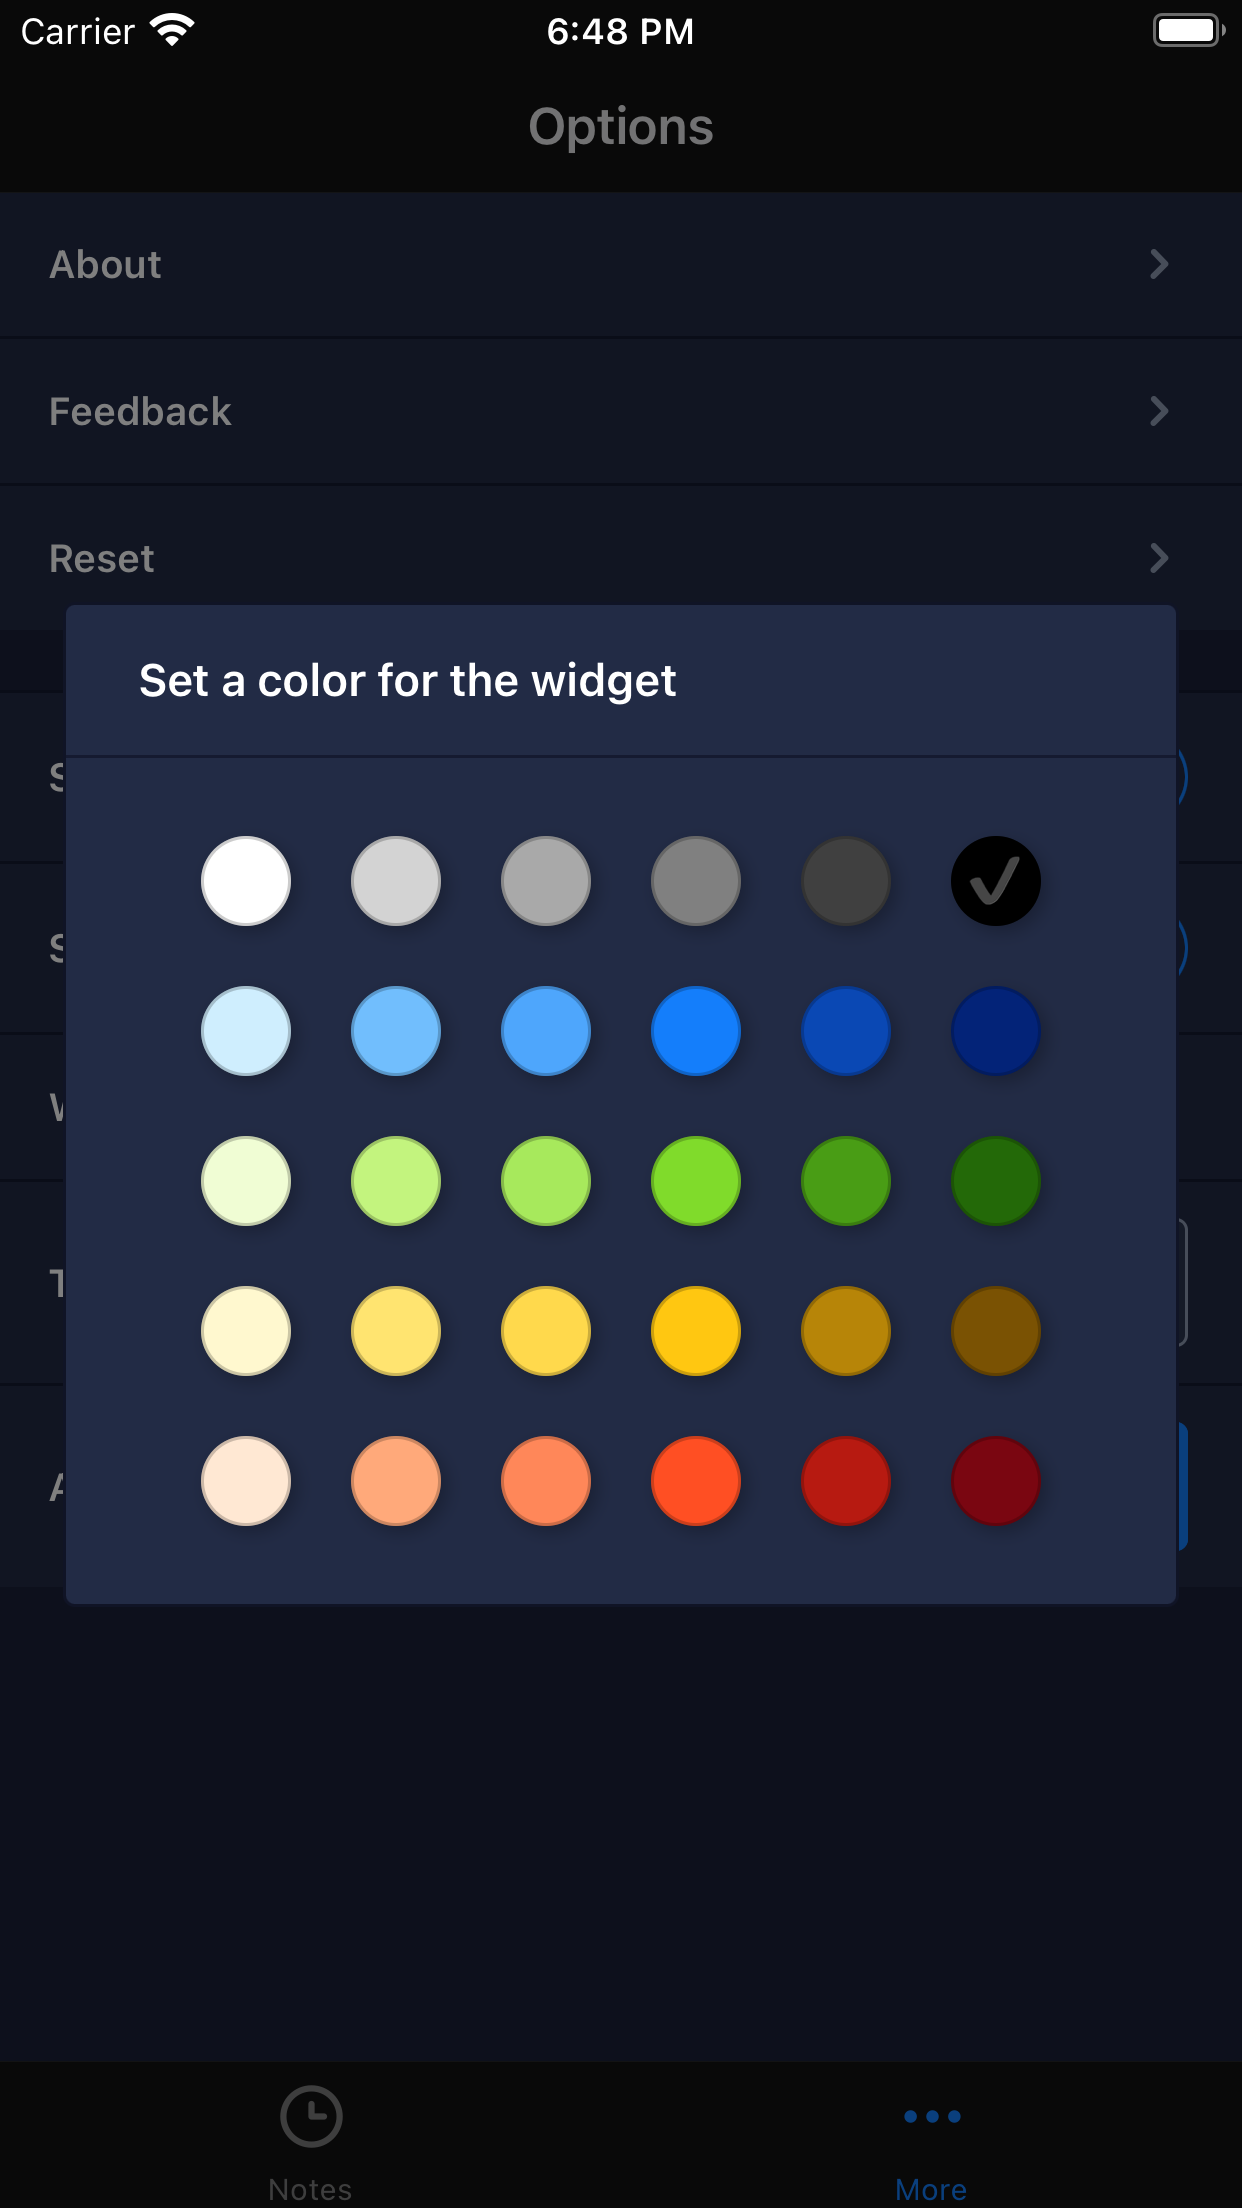 Carrier
6:48 PM
Options
About
Feedback
Reset
Set a color for the widget
Notes
More